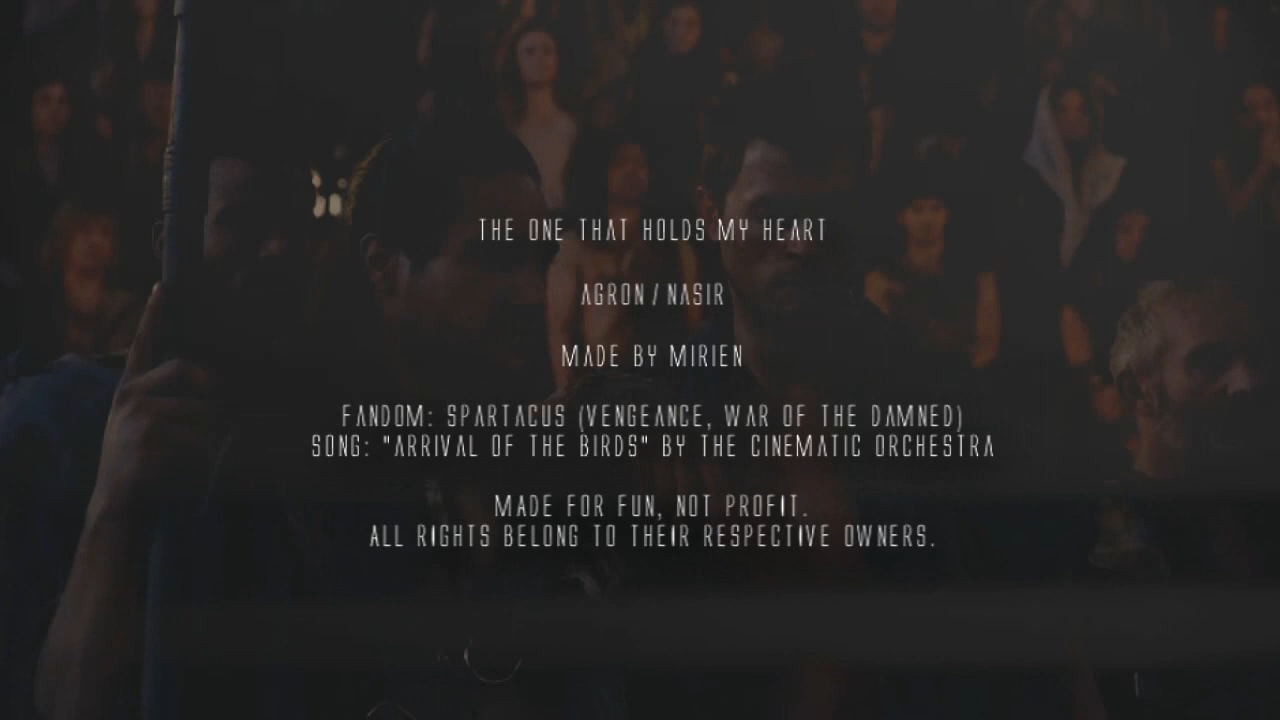 THE ONE THAT HOLDS MY HEART
AGRON / NASIR
MADE BY MIRIEN
FANDOM: SPARTACUS (VENGEANCE, WAR OF THE DAMNED)
SONG: "ARRIVAL OF THE BIRDS" BY THE CINEMATIC ORCHESTRA
MADE FOR FUN, NOT PROFIT.
ALL RIGHTS BELONG TO THEIR RESPECTIVE OWNERS.